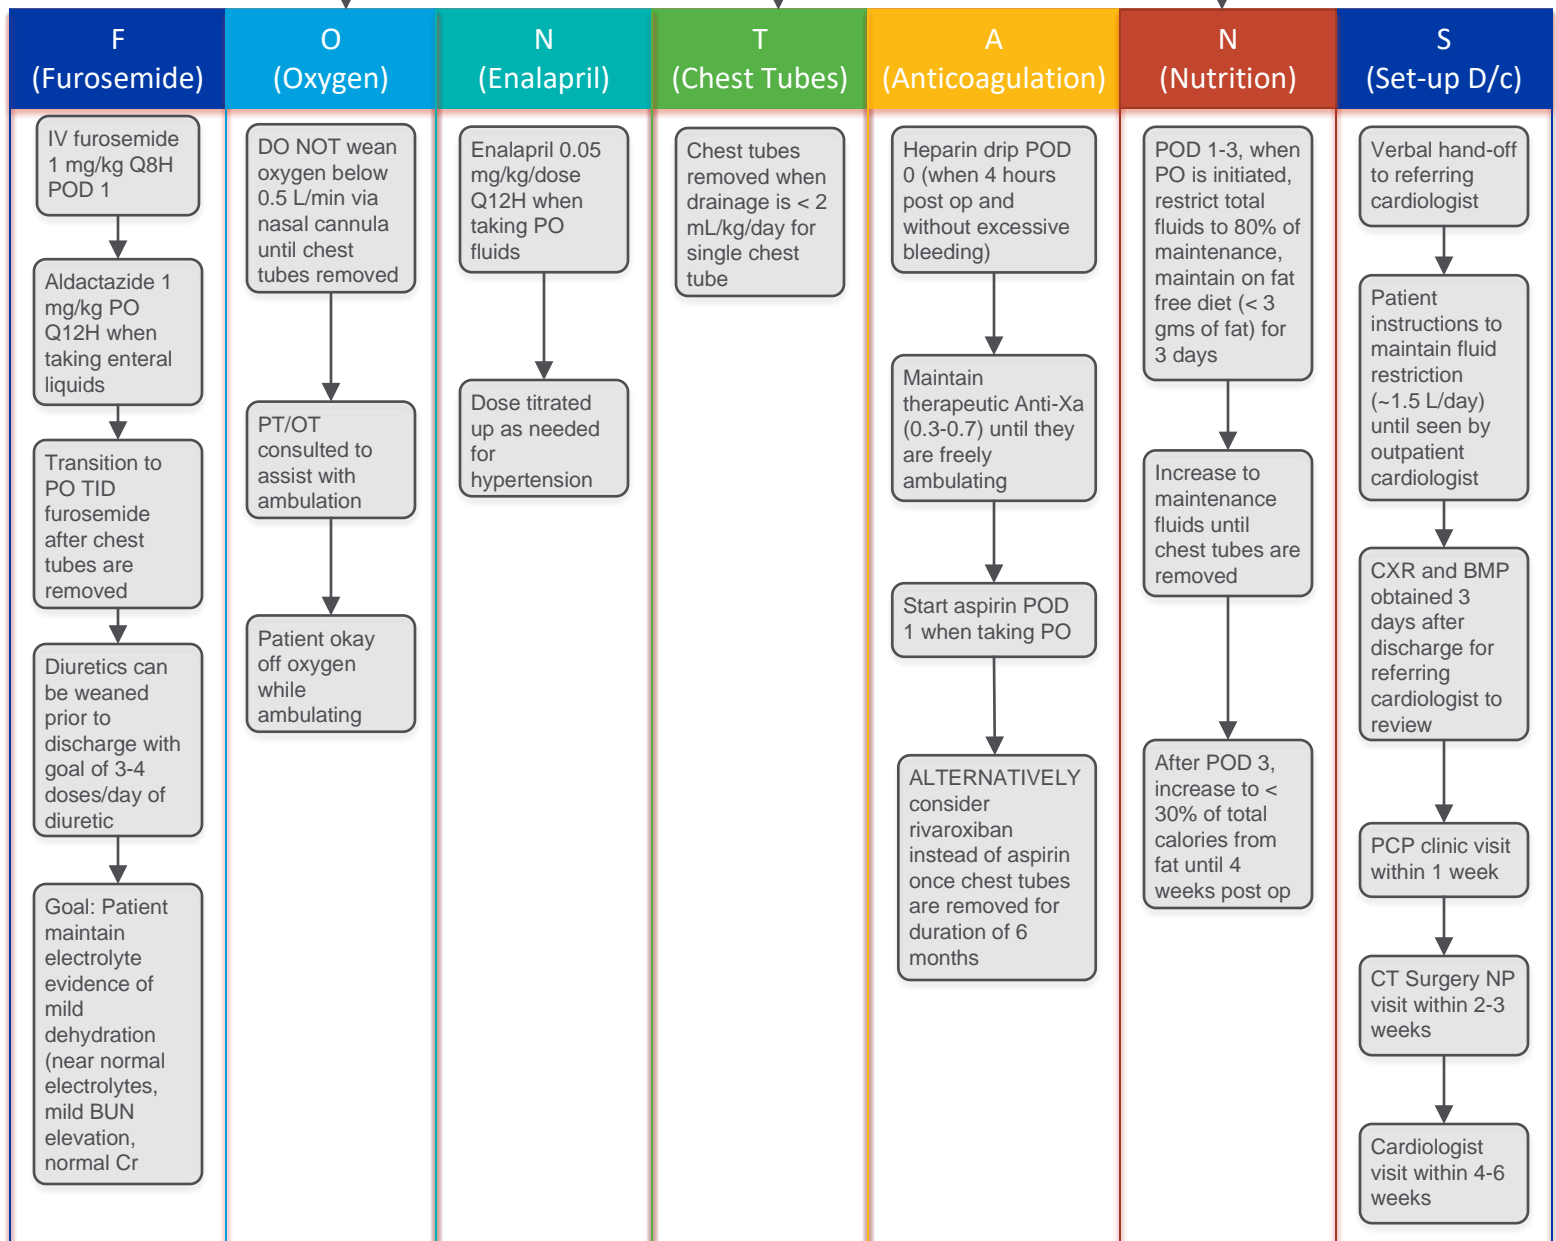 F
(Furosemide)
IV furosemide
1 mg/kg Q8H
POD 1
Aldactazide 1
mg/kg PO
Q12H when
taking enteral
liquids
Transition to
PO TID
furosemide
after chest
tubes are
removed
Diuretics can
be weaned
prior to
discharge with
goal of 3-4
doses/day of
diuretic
Goal: Patient
maintain
electrolyte
evidence of
mild
dehydration
(near normal
electrolytes,
mild BUN
elevation,
normal Cr
O
(Oxygen)
DO NOT wean
oxygen below
0.5 L/min via
nasal cannula
until chest
tubes removed
PT/OT
consulted to
assist with
ambulation
Patient okay
off oxygen
while
ambulating
N
(Enalapril)
Enalapril 0.05
mg/kg/dose
Q12H when
taking PO
fluids
Dose titrated
up as needed
for
hypertension
T
(Chest Tubes)
Chest tubes
removed when
drainage is < 2
mL/kg/day for
single chest
tube
A
(Anticoagulation)
Heparin drip POD
0 (when 4 hours
post op and
without excessive
bleeding)
Maintain
therapeutic Anti-Xa
(0.3-0.7) until they
are freely
ambulating
Start aspirin POD
1 when taking PO
ALTERNATIVELY
consider
rivaroxiban
instead of aspirin
once chest tubes
are removed for
duration of 6
months
N
(Nutrition)
POD 1-3, when
PO is initiated,
restrict total
fluids to 80% of
maintenance,
maintain on fat
free diet (< 3
gms of fat) for
3 days
Increase to
maintenance
fluids until
chest tubes are
removed
After POD 3,
increase to <
30% of total
calories from
fat until 4
weeks post op
S
(Set-up D/c)
Verbal hand-off
to referring
cardiologist
Patient
instructions to
maintain fluid
restriction
(~1.5 L/day)
until seen by
outpatient
cardiologist
CXR and BMP
obtained 3
days after
discharge for
referring
cardiologist to
review
PCP clinic visit
within 1 week
CT Surgery NP
visit within 2-3
weeks
Cardiologist
visit within 4-6
weeks